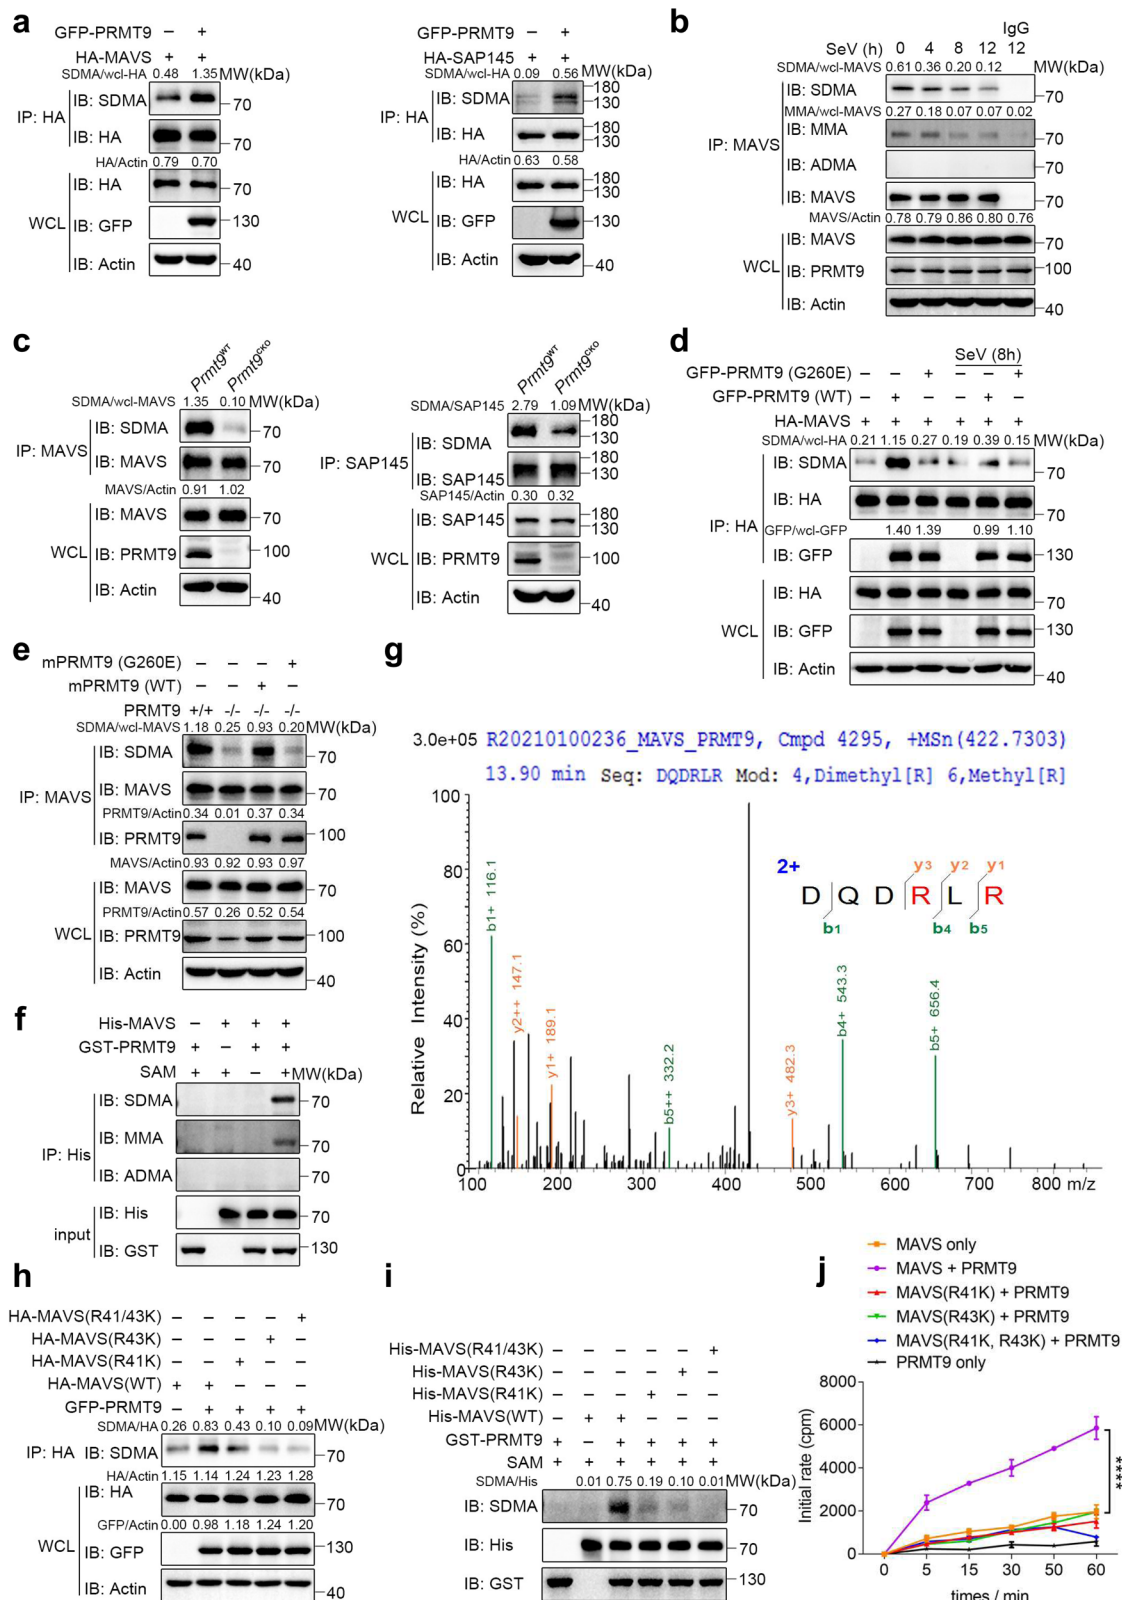 a
GFP-PRMT9 – +
HA-MAVS + +
SDMA/wcl-HA 0.48 1.35 MW(kDa)
IP: HA
IB: SDMA 70
IB: HA 70
HA/Actin 0.79 0.70
WCL
IB: HA 70
IB: GFP 130
IB: Actin 40
GFP-PRMT9 – +
HA-SAP145 + +
SDMA/wcl-HA 0.09 0.56 MW(kDa)
IP: HA
IB: SDMA 180 130
IB: HA 180 130
HA/Actin 0.63 0.58
WCL
IB: HA 180 130
IB: GFP 130
IB: Actin 40
b
IgG
SeV (h) 0 4 8 12 12
SDMA/wcl-MAVS 0.61 0.36 0.20 0.12 MW(kDa)
IP: MAVS
IB: SDMA 70
MMA/wcl-MAVS 0.27 0.18 0.07 0.07 0.02
IB: MMA 70
IB: ADMA
IB: MAVS 70
MAVS/Actin 0.78 0.79 0.86 0.80 0.76
WCL
IB: MAVS 70
IB: PRMT9 100
IB: Actin 40
c
Prmt9WT Prmt9CKO
SDMA/wcl-MAVS 1.35 0.10 MW(kDa)
IP: MAVS
IB: SDMA 70
IB: MAVS 70
MAVS/Actin 0.91 1.02
WCL
IB: MAVS 70
IB: PRMT9 100
IB: Actin 40
Prmt9WT Prmt9CKO
SDMA/SAP145 2.79 1.09 MW(kDa)
IP: SAP145
IB: SDMA 180 130
IB: SAP145 180 130
SAP145/Actin 0.30 0.32
WCL
IB: SAP145 180 130
IB: PRMT9 100
IB: Actin 40
d
SeV (8h)
GFP-PRMT9 (G260E) – – + – – +
GFP-PRMT9 (WT) – + – – + –
HA-MAVS + + + + + +
SDMA/wcl-HA 0.21 1.15 0.27 0.19 0.39 0.15 MW(kDa)
IP: HA
IB: SDMA 70
IB: HA 70
GFP/wcl-GFP 1.40 1.39 0.99 1.10
IB: GFP 130
WCL
IB: HA 70
IB: GFP 130
IB: Actin 40
e
mPRMT9 (G260E) – – – +
mPRMT9 (WT) – – + –
PRMT9 +/+ -/- -/- -/-
SDMA/wcl-MAVS 1.18 0.25 0.93 0.20 MW(kDa)
IP: MAVS
IB: SDMA 70
IB: MAVS 70
PRMT9/Actin 0.34 0.01 0.37 0.34
IB: PRMT9 100
MAVS/Actin 0.93 0.92 0.93 0.97
WCL
IB: MAVS 70
PRMT9/Actin 0.57 0.26 0.52 0.54
IB: PRMT9 100
IB: Actin 40
f
His-MAVS – + + +
GST-PRMT9 + – + +
SAM + + – + MW(kDa)
IP: His
IB: SDMA 70
IB: MMA 70
IB: ADMA 70
input
IB: His 70
IB: GST 130
g
3.0e+05 R20210100236_MAVS_PRMT9, Cmpd 4295, +MSn(422.7303)
13.90 min Seq: DQDRLR Mod: 4,Dimethyl[R] 6,Methyl[R]
Relative Intensity (%)
100
80
60
40
20
0
b1+ 116.1
y2++ 147.1
y1+ 189.1
b5++ 332.2
y3+ 482.3
b4+ 543.3
b5+ 656.4
2+
y3 y2 y1
D Q D R L R
b1 b4 b5
100 200 300 400 500 600 700 800 m/z
h
HA-MAVS(R41/43K) – – – – +
HA-MAVS(R43K) – – – + –
HA-MAVS(R41K) – – + – –
HA-MAVS(WT) + + – – –
GFP-PRMT9 – + + + +
SDMA/HA 0.26 0.83 0.43 0.10 0.09 MW(kDa)
IP: HA IB: SDMA 70
HA/Actin 1.15 1.14 1.24 1.23 1.28
WCL
IB: HA 70
GFP/Actin 0.00 0.98 1.18 1.24 1.20
IB: GFP 130
IB: Actin 40
i
His-MAVS(R41/43K) – – – – – +
His-MAVS(R43K) – – – – + –
His-MAVS(R41K) – – – + – –
His-MAVS(WT) – + + – – –
GST-PRMT9 + – + + + +
SAM + + + + + +
SDMA/His 0.01 0.75 0.19 0.10 0.01 MW(kDa)
IB: SDMA 70
IB: His 70
IB: GST 130
j
MAVS only
MAVS + PRMT9
MAVS(R41K) + PRMT9
MAVS(R43K) + PRMT9
MAVS(R41K, R43K) + PRMT9
PRMT9 only
Initial rate (cpm)
8000
6000
4000
2000
0
****
0 5 15 30 50 60
times / min